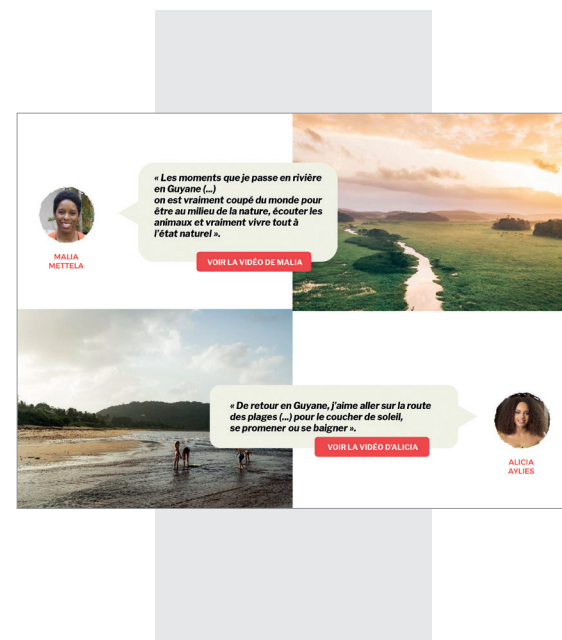 « Les moments que je passe en rivière
en Guyane (...)
on est vraiment coupé du monde pour
être au milieu de la nature, écouter les
animaux et vraiment vivre tout à
l'état naturel ».
VOIR LA VIDÉO DE MALIA
MALIA
METTELA
« De retour en Guyane, j'aime aller sur la route
des plages (...) pour le coucher de soleil,
se promener ou se baigner ».
VOIR LA VIDÉO D'ALICIA
ALICIA
AYLIES